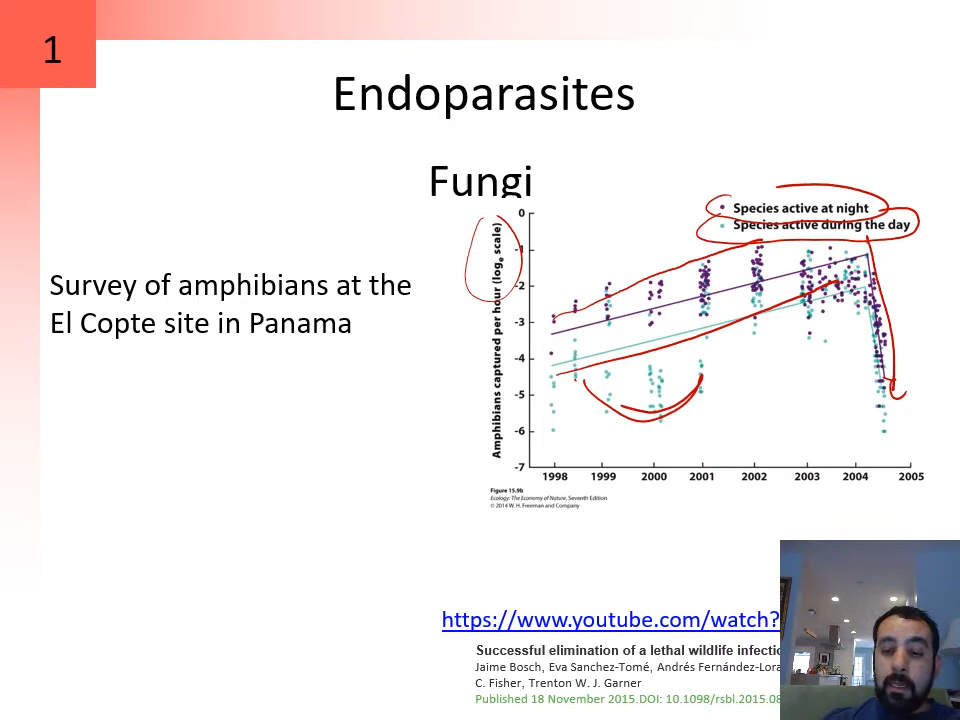 1
Endoparasites
Fungi
Survey of amphibians at the
El Copte site in Panama
Species active at night
Species active during the day
Amphibians captured per hour (loge scale)
0
-1
-2
-3
-4
-5
-6
-7
1998 1999 2000 2001 2002 2003 2004 2005
Figure 15.9b
Ecology: The Economy of Nature, Seventh Edition
© 2014 W. H. Freeman and Company
https://www.youtube.com/watch?
Successful elimination of a lethal wildlife
Jaime Bosch, Eva Sanchez-Tomé, Andrés
C. Fisher, Trenton W. J. Garner
Published 18 November 2015.DOI: 10.1098/rsbl.2015.08